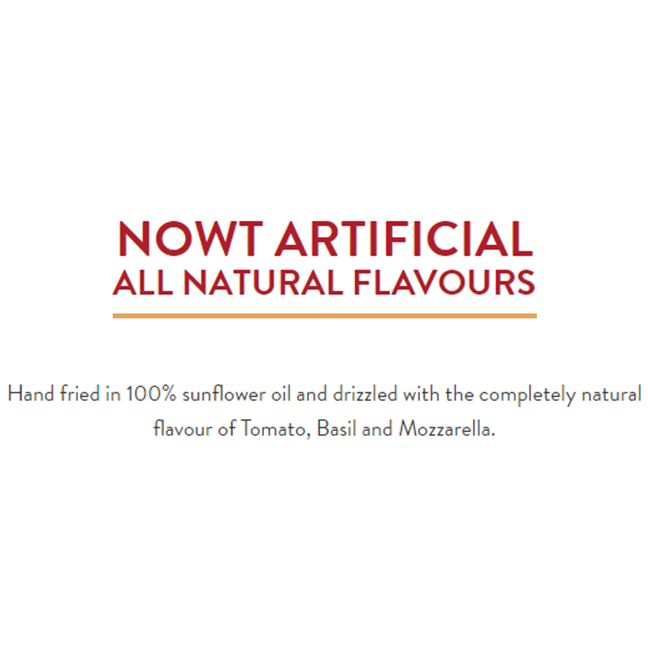 NOWT ARTIFICIAL
ALL NATURAL FLAVOURS
Hand fried in 100% sunflower oil and drizzled with the completely natural
flavour of Tomato, Basil and Mozzarella.